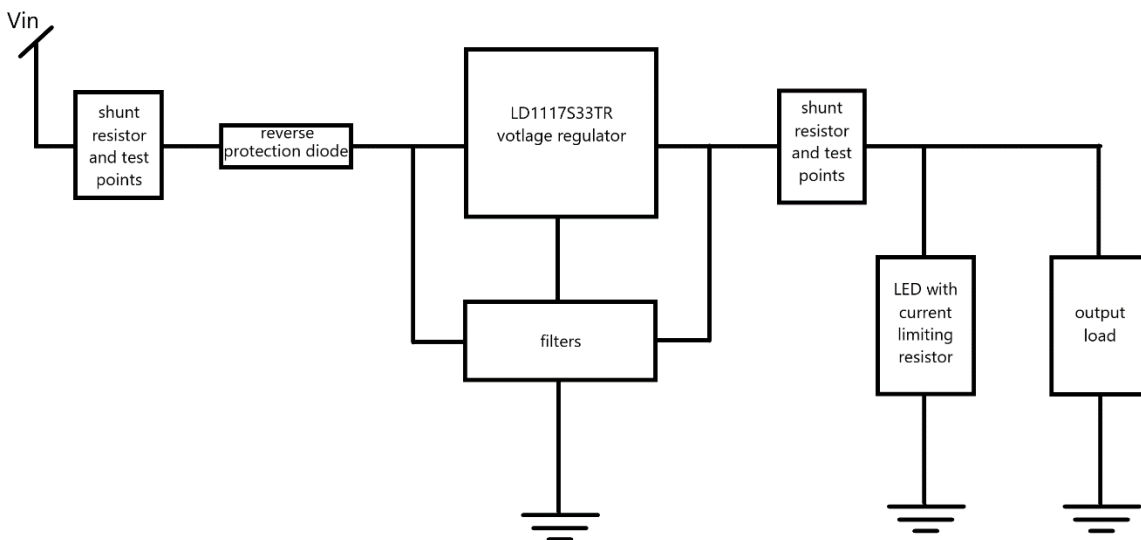 Vin
shunt
resistor
and test
points
reverse
protection diode
LD1117S33TR
votlage regulator
filters
shunt
resistor
and test
points
LED with
current
limiting
resistor
output
load